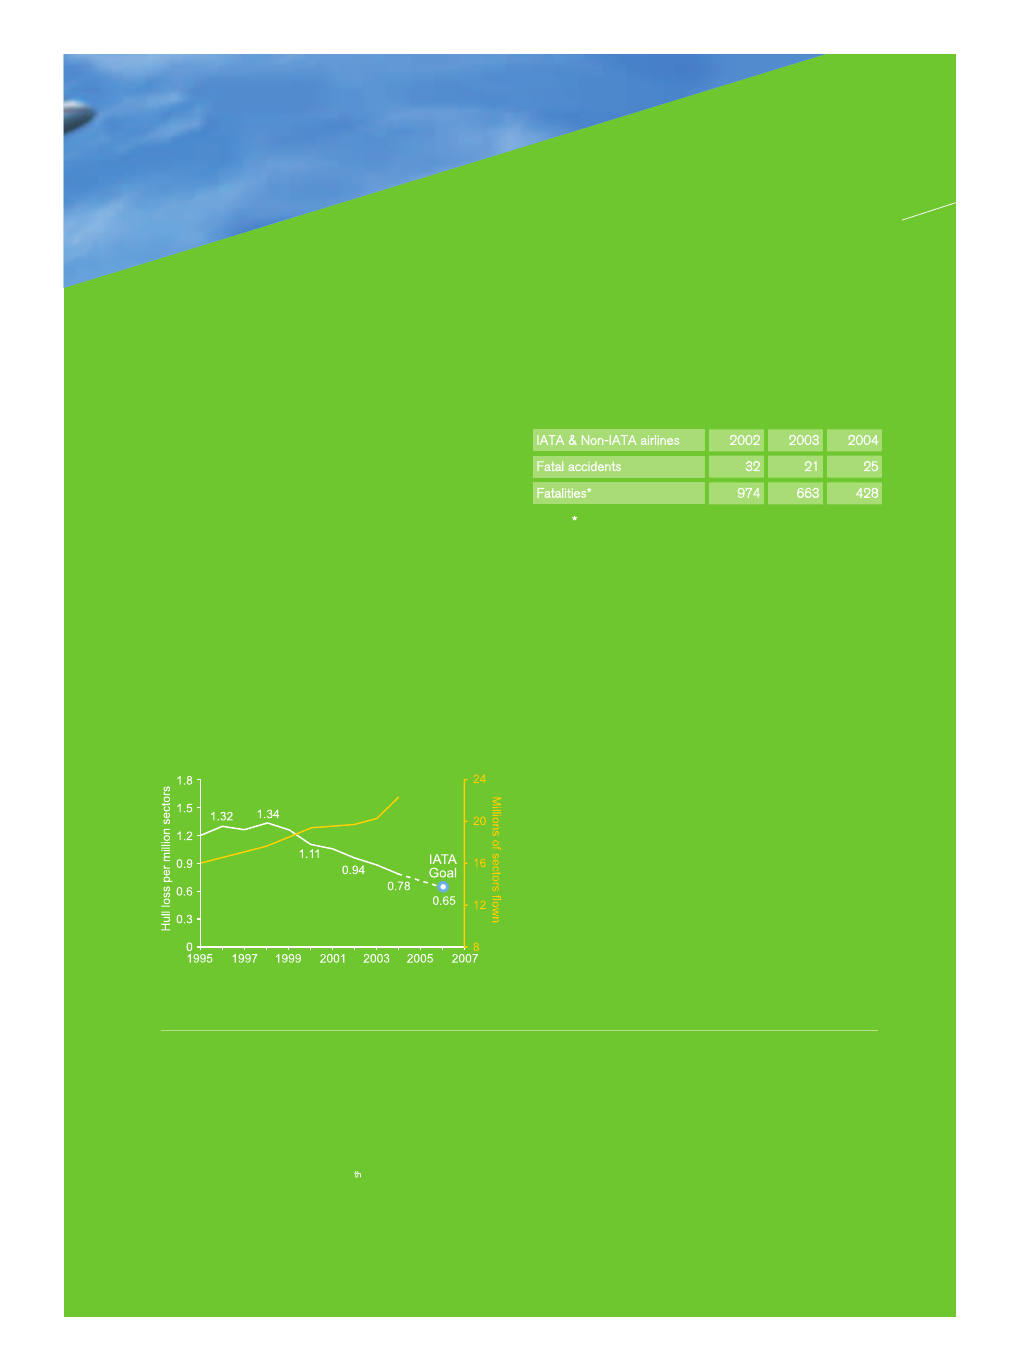 IATA & Non-IATA airlines 2002 2003 2004
Fatal accidents 32 21 25
Fatalities* 974 663 428
*
Hull loss per million sectors
1.8
1.5
1.2
0.9
0.6
0.3
0
1.32
1.34
1.11
0.94
0.78
IATA
Goal
0.65
24
20
16
12
8
Millions of sectors flown
1995 1997 1999 2001 2003 2005 2007
th